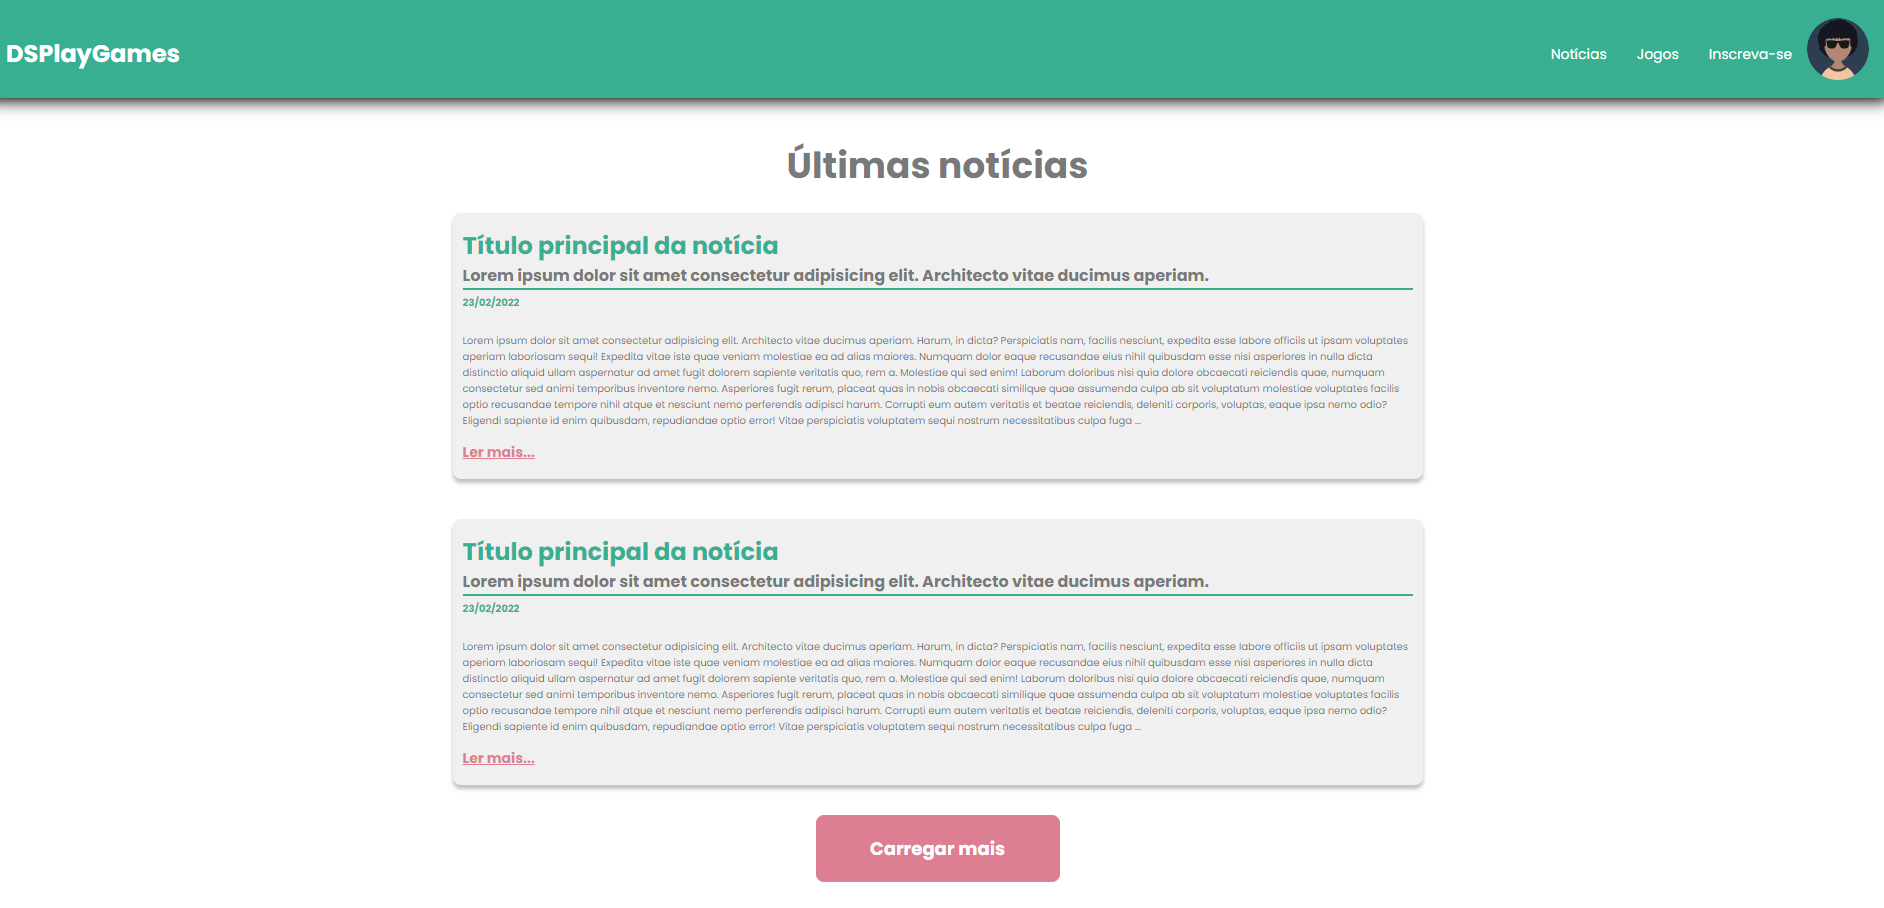 DSPlayGames
Notícias Jogos Inscreva-se
Últimas notícias
Título principal da notícia
Lorem ipsum dolor sit amet consectetur adipisicing elit. Architecto vitae ducimus aperiam.
23/02/2022
Lorem ipsum dolor sit amet consectetur adipisicing elit. Architecto vitae ducimus aperiam. Harum, in dicta? Perspiciatis nam, facilis nesciunt, expedita esse labore officiis ut ipsam voluptates
aperiam laboriosam sequi! Expedita vitae iste quae veniam molestiae ea ad alias maiores. Numquam dolor eaque recusandae eius nihil quibusdam esse nisi asperiores in nulla dicta
distinctio aliquid ullam aspernatur ad amet fugit dolorem sapiente veritatis quo, rem a. Molestiae qui sed enim! Laborum doloribus nisi quia dolore obcaecati reiciendis quae, numquam
consectetur sed animi temporibus inventore nemo. Asperiores fugit rerum, placeat quas in nobis obcaecati similique quae assumenda culpa ab sit voluptatum molestiae voluptates facilis
optio recusandae tempore nihil atque et nesciunt nemo perferendis adipisci harum. Corrupti eum autem veritatis et beatae reiciendis, deleniti corporis, voluptas, eaque ipsa nemo odio?
Eligendi sapiente id enim quibusdam, repudiandae optio error! Vitae perspiciatis voluptatem sequi nostrum necessitatibus culpa fuga ...
Ler mais...
Título principal da notícia
Lorem ipsum dolor sit amet consectetur adipisicing elit. Architecto vitae ducimus aperiam.
23/02/2022
Lorem ipsum dolor sit amet consectetur adipisicing elit. Architecto vitae ducimus aperiam. Harum, in dicta? Perspiciatis nam, facilis nesciunt, expedita esse labore officiis ut ipsam voluptates
aperiam laboriosam sequi! Expedita vitae iste quae veniam molestiae ea ad alias maiores. Numquam dolor eaque recusandae eius nihil quibusdam esse nisi asperiores in nulla dicta
distinctio aliquid ullam aspernatur ad amet fugit dolorem sapiente veritatis quo, rem a. Molestiae qui sed enim! Laborum doloribus nisi quia dolore obcaecati reiciendis quae, numquam
consectetur sed animi temporibus inventore nemo. Asperiores fugit rerum, placeat quas in nobis obcaecati similique quae assumenda culpa ab sit voluptatum molestiae voluptates facilis
optio recusandae tempore nihil atque et nesciunt nemo perferendis adipisci harum. Corrupti eum autem veritatis et beatae reiciendis, deleniti corporis, voluptas, eaque ipsa nemo odio?
Eligendi sapiente id enim quibusdam, repudiandae optio error! Vitae perspiciatis voluptatem sequi nostrum necessitatibus culpa fuga ...
Ler mais...
Carregar mais